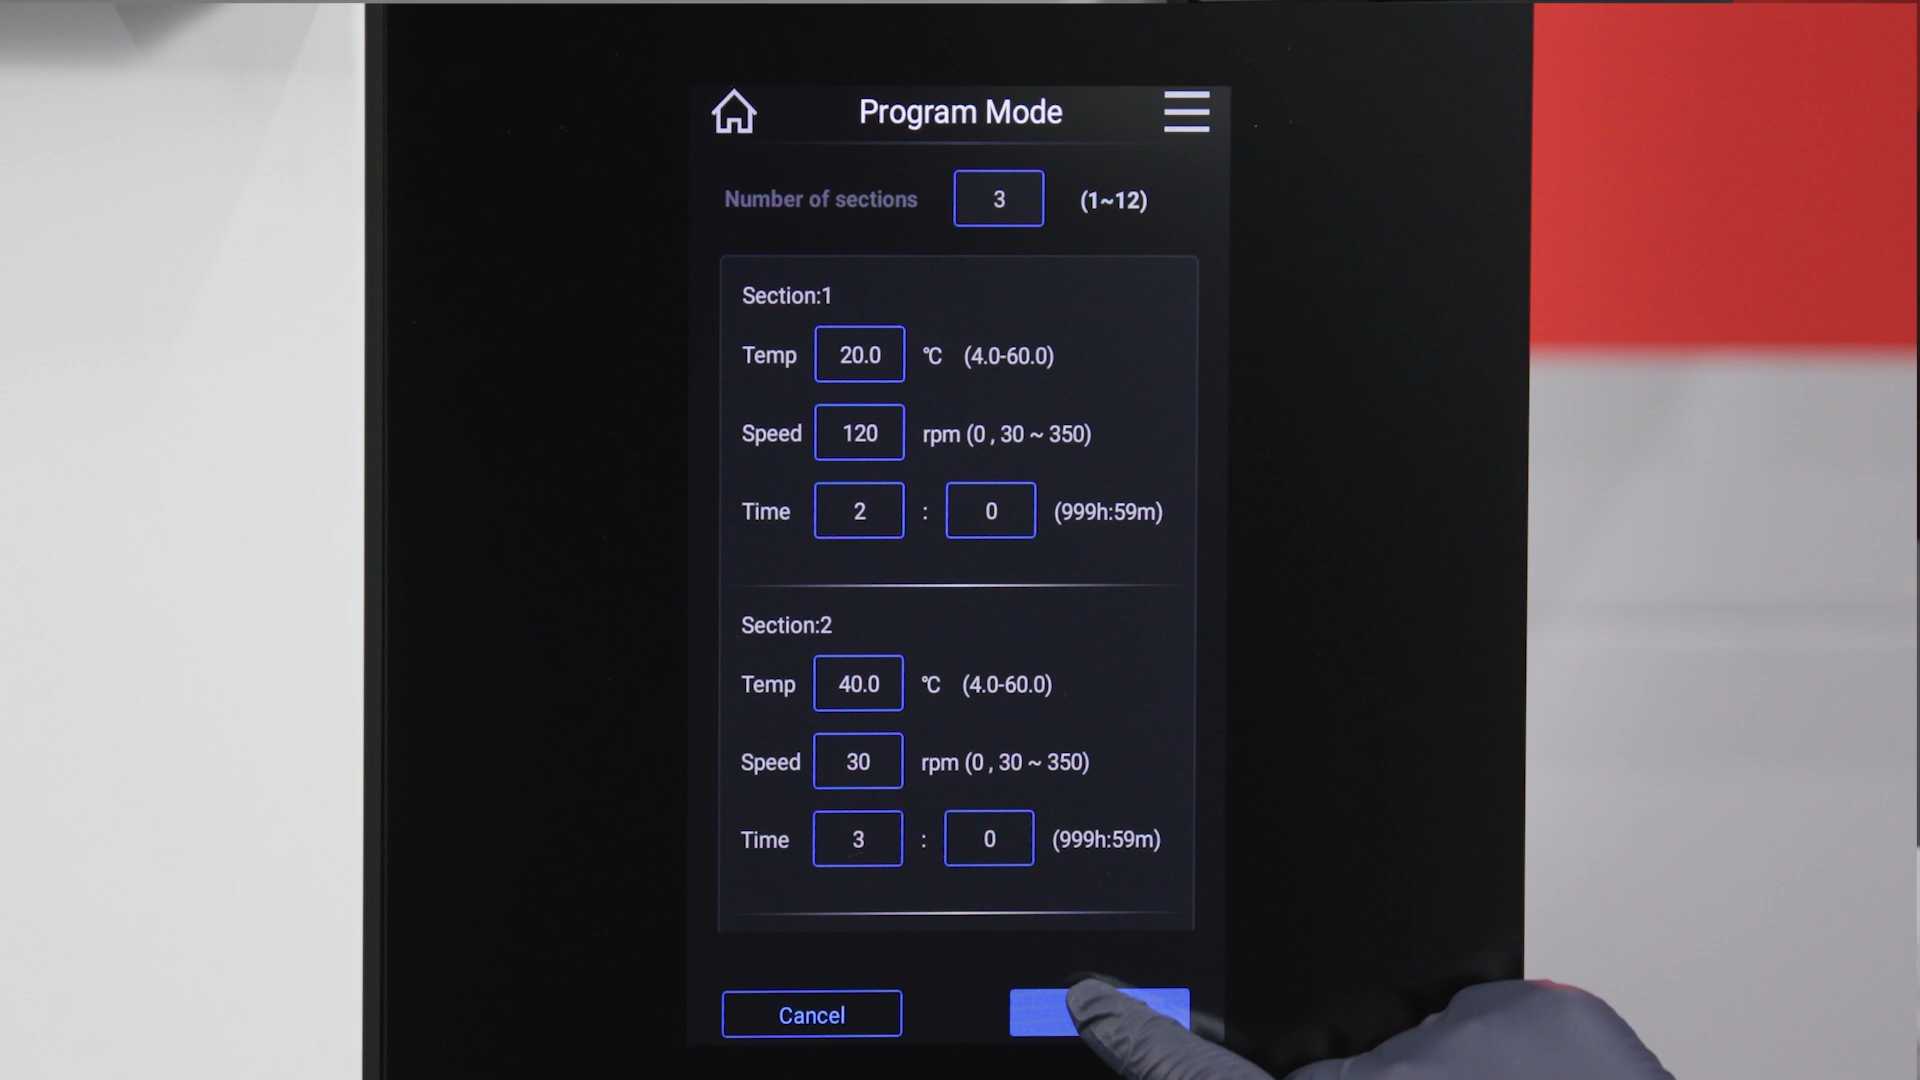 Program Mode
Number of sections 3 (1~12)
Section:1
Temp 20.0 ℃ (4.0-60.0)
Speed 120 rpm (0 , 30 ~ 350)
Time 2 : 0 (999h:59m)
Section:2
Temp 40.0 ℃ (4.0-60.0)
Speed 30 rpm (0 , 30 ~ 350)
Time 3 : 0 (999h:59m)
Cancel